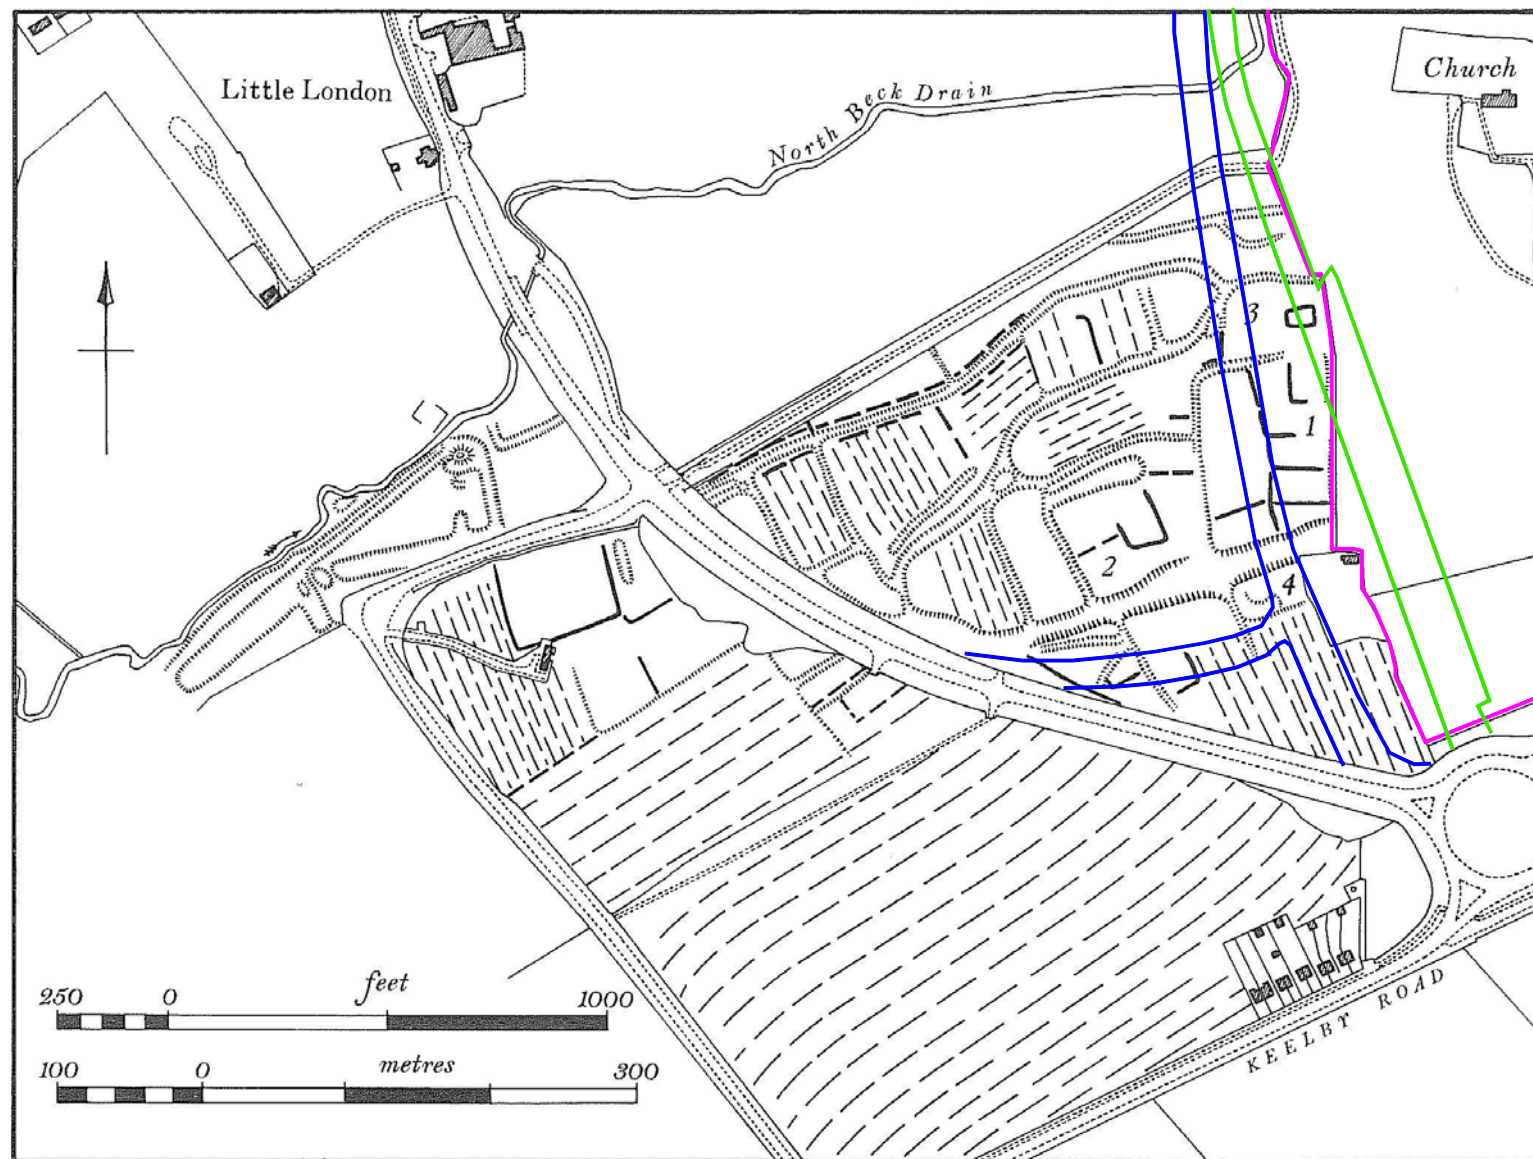 Little London
North Beck Drain
Church
3
1
2
4
feet
250 0 1000
metres
100 0 300
KEELBY ROAD